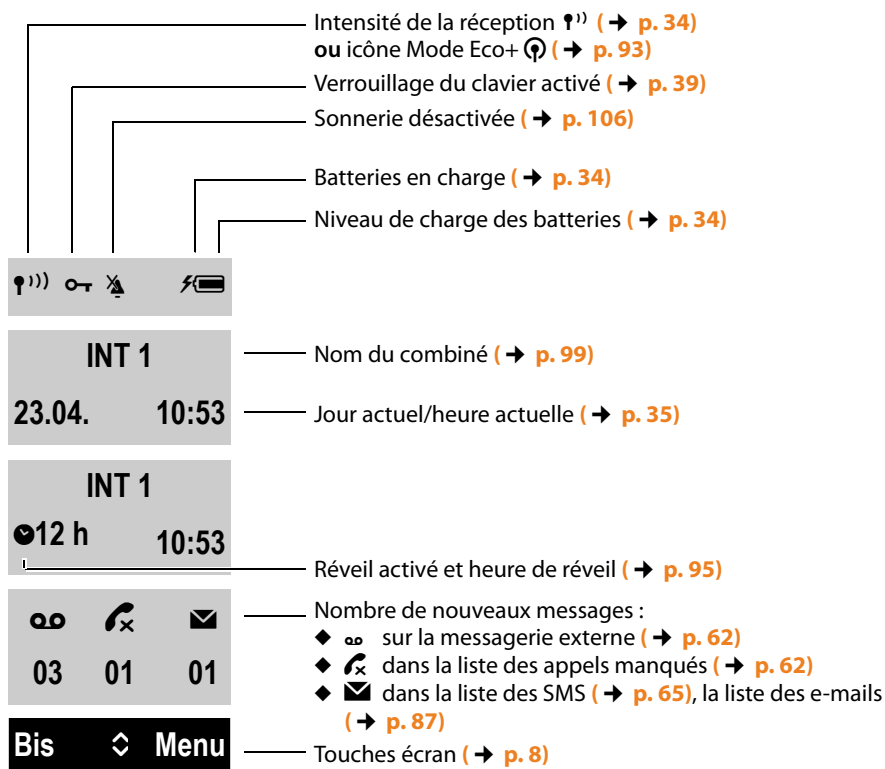 Intensité de la réception (➔ p. 34)
ou icône Mode Eco+ (➔ p. 93)
Verrouillage du clavier activé (➔ p. 39)
Sonnerie désactivée (➔ p. 106)
Batteries en charge (➔ p. 34)
Niveau de charge des batteries (➔ p. 34)
INT 1
Nom du combiné (➔ p. 99)
23.04. 10:53
Jour actuel/heure actuelle (➔ p. 35)
INT 1
12 h 10:53
Réveil activé et heure de réveil (➔ p. 95)
Nombre de nouveaux messages :
◆ sur la messagerie externe (➔ p. 62)
03 01 01
◆ dans la liste des appels manqués (➔ p. 62)
◆ dans la liste des SMS (➔ p. 65), la liste des e-mails
(➔ p. 87)
Bis Menu
Touches écran (➔ p. 8)